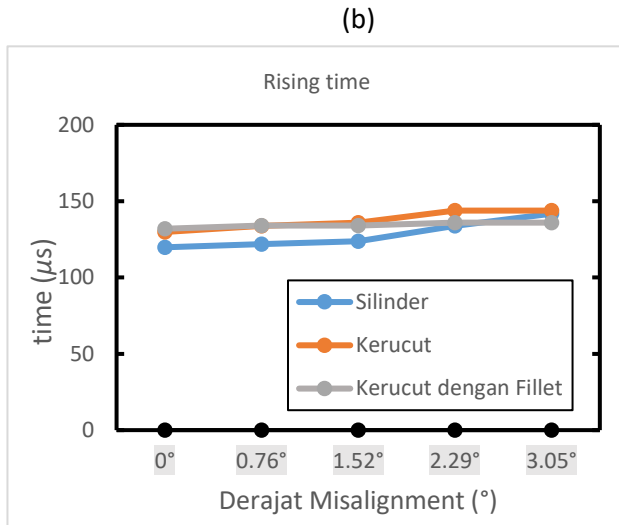 (b)
Rising time
200
150
100
50
0
time (μs)
Silinder
Kerucut
Kerucut dengan Fillet
0° 0.76° 1.52° 2.29° 3.05°
Derajat Misalignment (°)